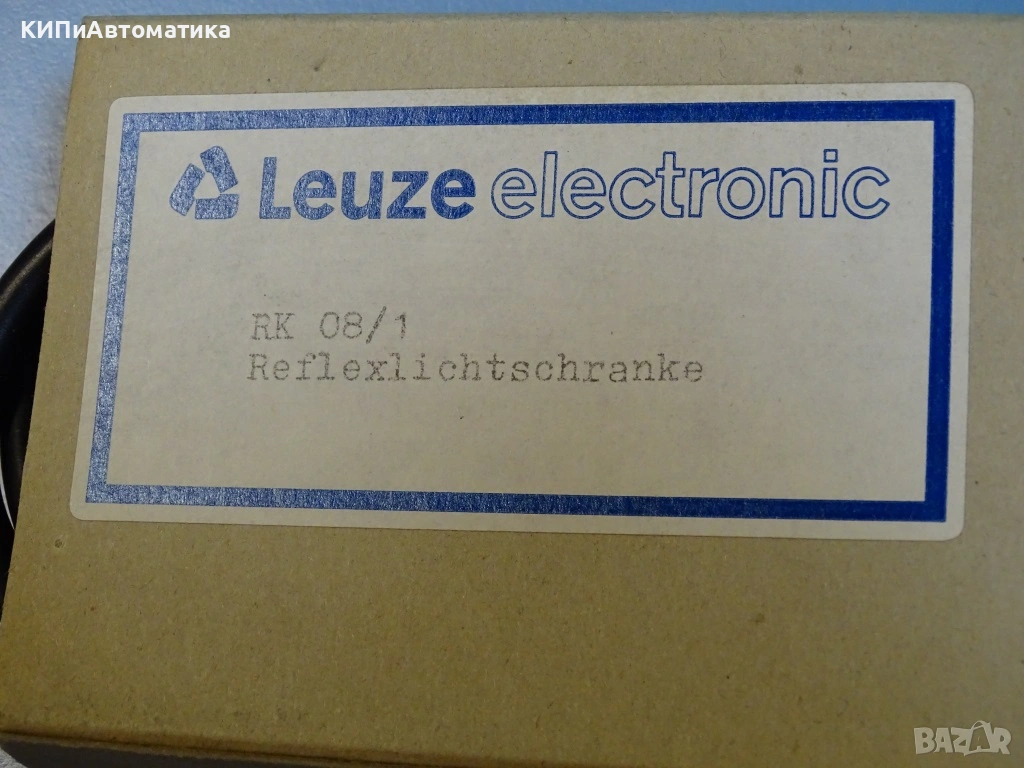 КИПиАвтоматика
Leuze electronic
RK 08/1
Reflexlichtschranke
BAZAR